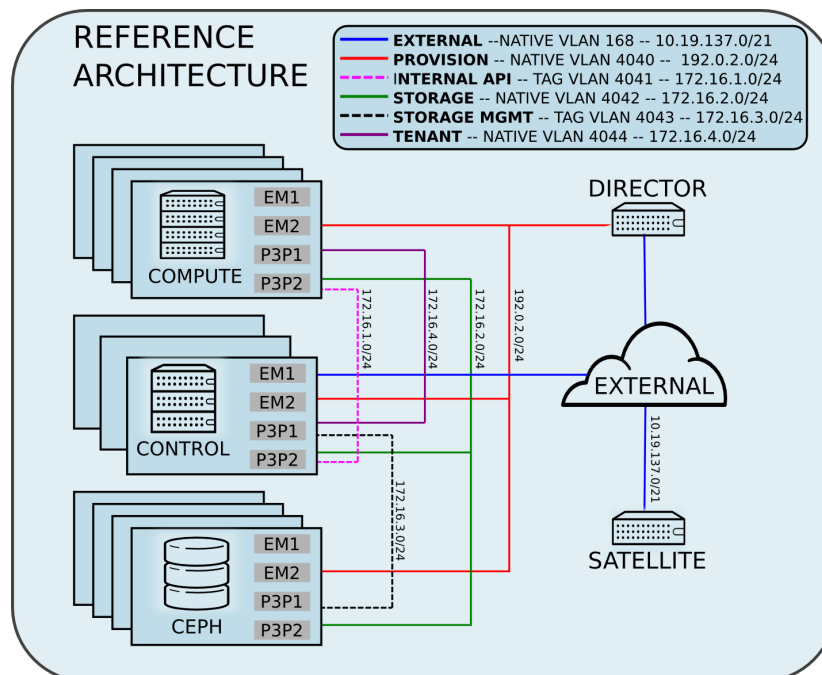 REFERENCE
ARCHITECTURE
EXTERNAL --NATIVE VLAN 168 -- 10.19.137.0/21
PROVISION -- NATIVE VLAN 4040 -- 192.0.2.0/24
INTERNAL API -- TAG VLAN 4041 -- 172.16.1.0/24
STORAGE -- NATIVE VLAN 4042 -- 172.16.2.0/24
STORAGE MGMT -- TAG VLAN 4043 -- 172.16.3.0/24
TENANT -- NATIVE VLAN 4044 -- 172.16.4.0/24
COMPUTE
EM1
EM2
P3P1
P3P2
DIRECTOR
172.16.1.0/24
172.16.4.0/24
172.16.2.0/24
192.0.2.0/24
CONTROL
EM1
EM2
P3P1
P3P2
EXTERNAL
10.19.137.0/21
172.16.3.0/24
CEPH
EM1
EM2
P3P1
P3P2
SATELLITE